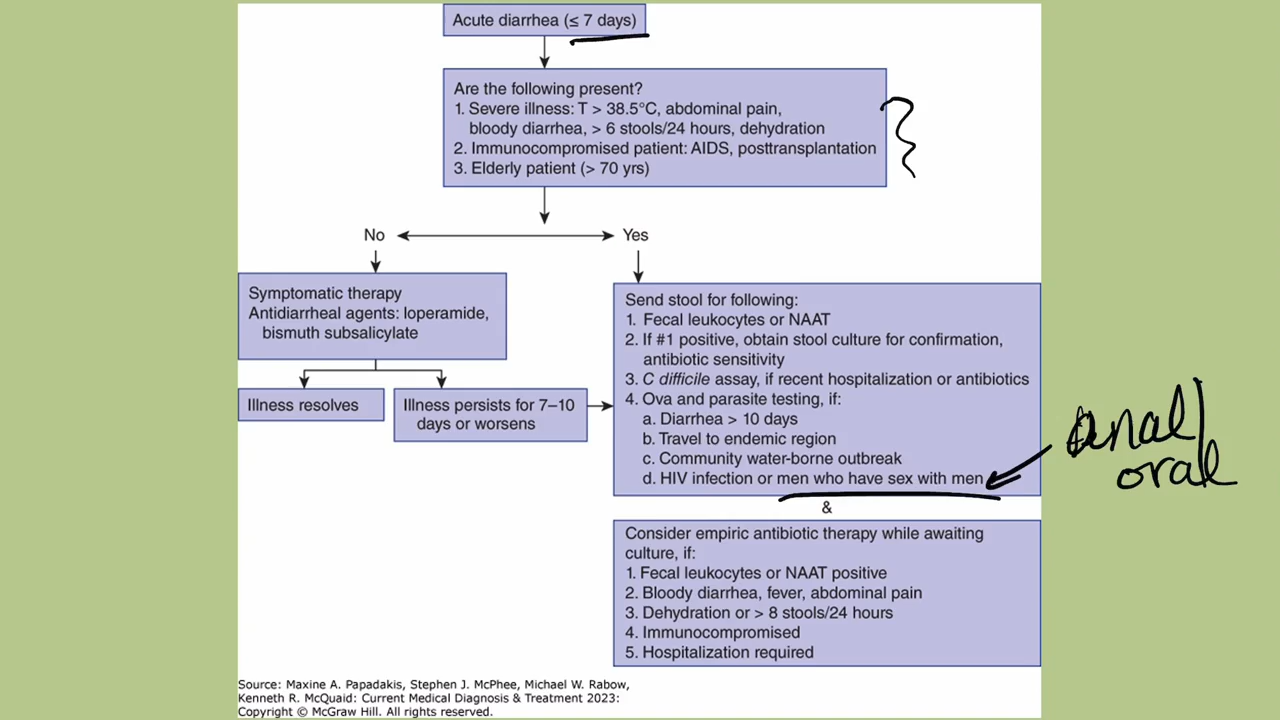 Acute diarrhea (≤ 7 days)
Are the following present?
1. Severe illness: T > 38.5°C, abdominal pain,
bloody diarrhea, > 6 stools/24 hours, dehydration
2. Immunocompromised patient: AIDS, posttransplantation
3. Elderly patient (> 70 yrs)
No
Yes
Symptomatic therapy
Antidiarrheal agents: loperamide,
bismuth subsalicylate
Illness resolves
Illness persists for 7–10
days or worsens
Send stool for following:
1. Fecal leukocytes or NAAT
2. If #1 positive, obtain stool culture for confirmation,
antibiotic sensitivity
3. C difficile assay, if recent hospitalization or antibiotics
4. Ova and parasite testing, if:
a. Diarrhea > 10 days
b. Travel to endemic region
c. Community water-borne outbreak
d. HIV infection or men who have sex with men
anal/
oral
&
Consider empiric antibiotic therapy while awaiting
culture, if:
1. Fecal leukocytes or NAAT positive
2. Bloody diarrhea, fever, abdominal pain
3. Dehydration or > 8 stools/24 hours
4. Immunocompromised
5. Hospitalization required
Source: Maxine A. Papadakis, Stephen J. McPhee, Michael W. Rabow,
Kenneth R. McQuaid: Current Medical Diagnosis & Treatment 2023:
Copyright © McGraw Hill. All rights reserved.